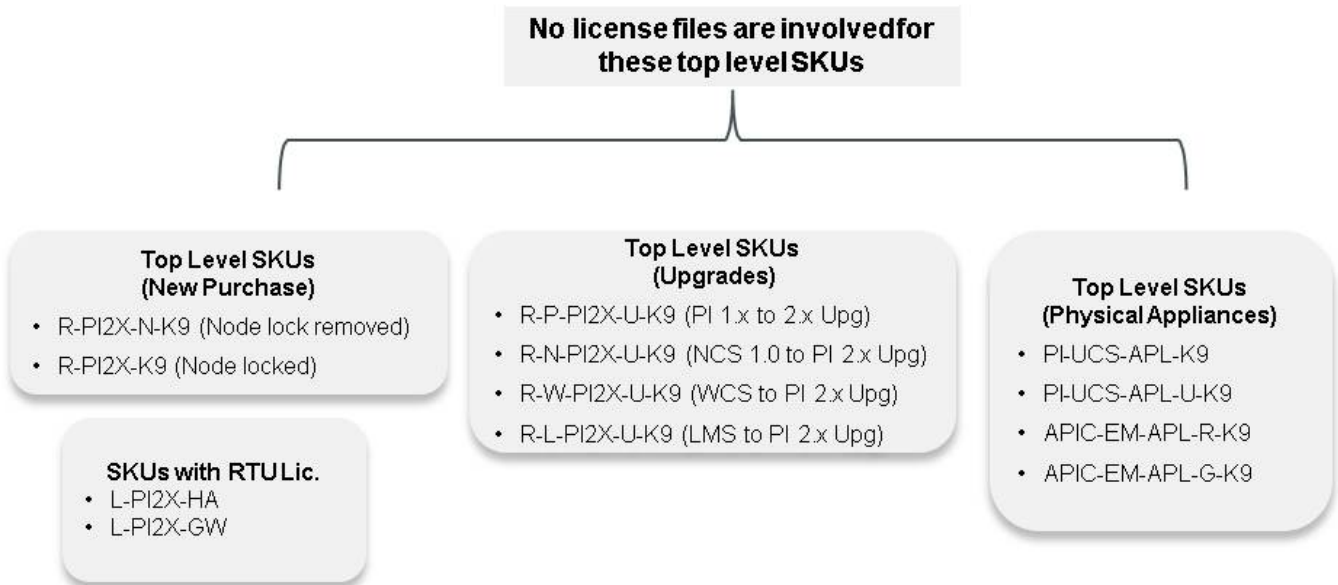 No license files are involvedfor
these top level SKUs
Top Level SKUs
(New Purchase)
• R-PI2X-N-K9 (Node lock removed)
• R-PI2X-K9 (Node locked)
SKUs with RTU Lic.
• L-PI2X-HA
• L-PI2X-GW
Top Level SKUs
(Upgrades)
• R-P-PI2X-U-K9 (PI 1.x to 2.x Upg)
• R-N-PI2X-U-K9 (NCS 1.0 to PI 2.x Upg)
• R-W-PI2X-U-K9 (WCS to PI 2.x Upg)
• R-L-PI2X-U-K9 (LMS to PI 2.x Upg)
Top Level SKUs
(Physical Appliances)
• PI-UCS-APL-K9
• PI-UCS-APL-U-K9
• APIC-EM-APL-R-K9
• APIC-EM-APL-G-K9